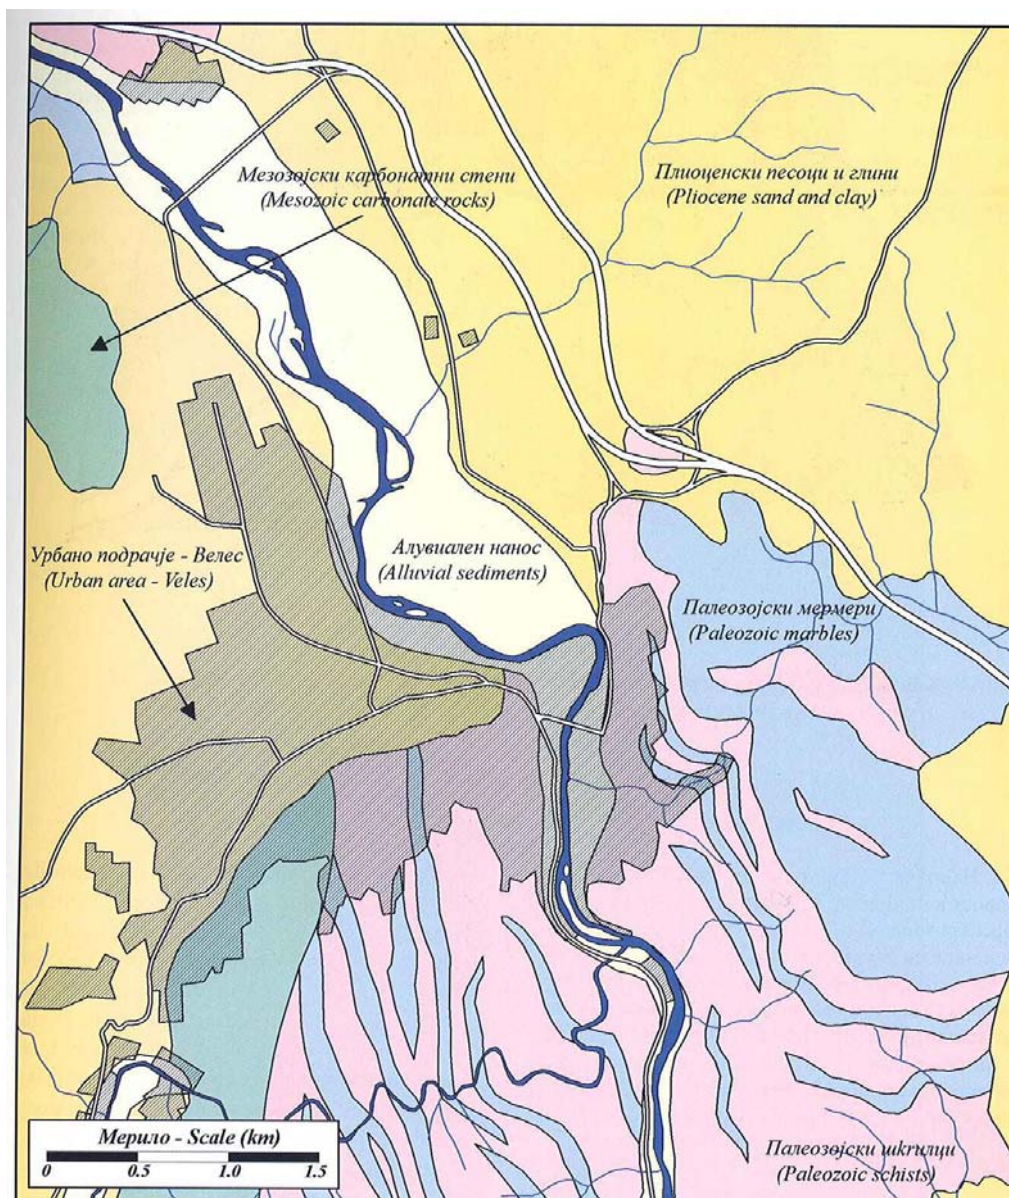 Мезозојски карбонатни стени
(Mesozoic carbonate rocks)
Плиоценски песоци и глини
(Pliocene sand and clay)
Урбано подрачје - Велес
(Urban area - Veles)
Алувиален нанос
(Alluvial sediments)
Палеозојски мермери
(Paleozoic marbles)
Мерило - Scale (km)
0 0.5 1.0 1.5
Палеозојски шкрилци
(Paleozoic schists)